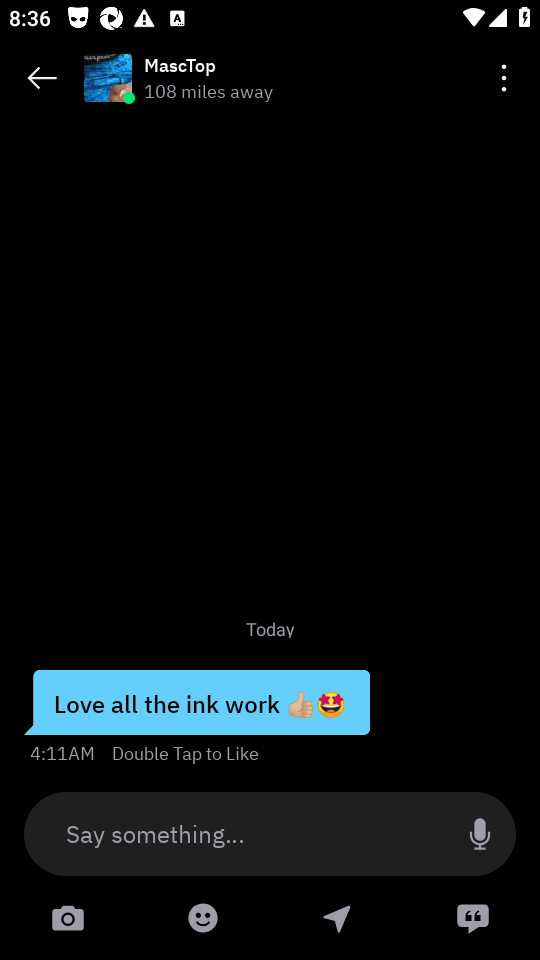 8:36
MascTop
108 miles away
Today
Love all the ink work 👍🏼🤩
4:11AM Double Tap to Like
Say something...